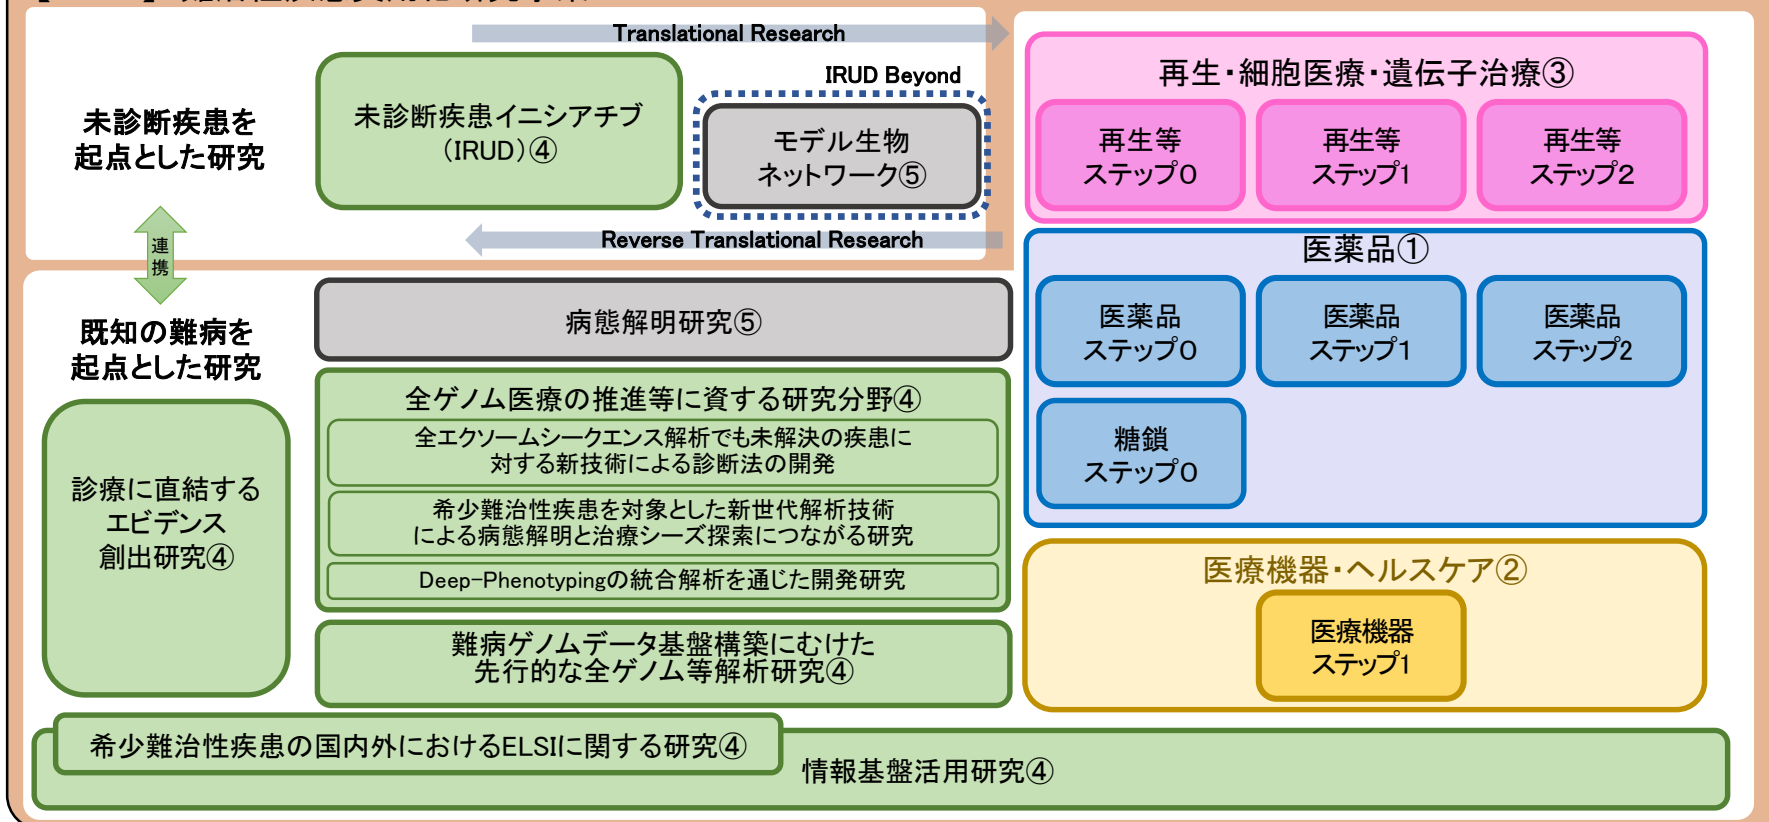 Translational Research
IRUD Beyond
未診断疾患を
起点とした研究
未診断疾患イニシアチブ
(IRUD)④
モデル生物
ネットワーク⑤
Reverse Translational Research
連
携
既知の難病を
起点とした研究
病態解明研究⑤
全ゲノム医療の推進等に資する研究分野④
全エクソームシークエンス解析でも未解決の疾患に
対する新技術による診断法の開発
希少難治性疾患を対象とした新世代解析技術
による病態解明と治療シーズ探索につながる研究
Deep-Phenotypingの統合解析を通じた開発研究
診療に直結する
エビデンス
創出研究④
難病ゲノムデータ基盤構築にむけた
先行的な全ゲノム等解析研究④
再生・細胞医療・遺伝子治療③
再生等
ステップ0
再生等
ステップ1
再生等
ステップ2
医薬品①
医薬品
ステップ0
医薬品
ステップ1
医薬品
ステップ2
糖鎖
ステップ0
医療機器・ヘルスケア②
医療機器
ステップ1
希少難治性疾患の国内外におけるELSIに関する研究④
情報基盤活用研究④